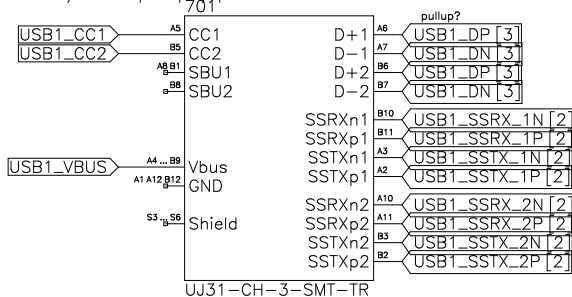 701
pullup?
USB1_CC1 A5 CC1 D+1 A6 USB1_DP [3]
USB1_CC2 B5 CC2 D-1 A7 USB1_DN [3]
A8 B1 SBU1 D+2 B6 USB1_DP [3]
B8 SBU2 D-2 B7 USB1_DN [3]
SSRXn1 B10 USB1_SSRX_1N [2]
SSRXp1 B11 USB1_SSRX_1P [2]
SSTXn1 A3 USB1_SSTX_1N [2]
USB1_VBUS A4 ... B9 Vbus SSTXp1 A2 USB1_SSTX_1P [2]
A1 A12 B12 GND
SSRXn2 A10 USB1_SSRX_2N [2]
S3 ... S6 Shield SSRXp2 A11 USB1_SSRX_2P [2]
SSTXn2 B3 USB1_SSTX_2N [2]
SSTXp2 B2 USB1_SSTX_2P [2]
UJ31-CH-3-SMT-TR